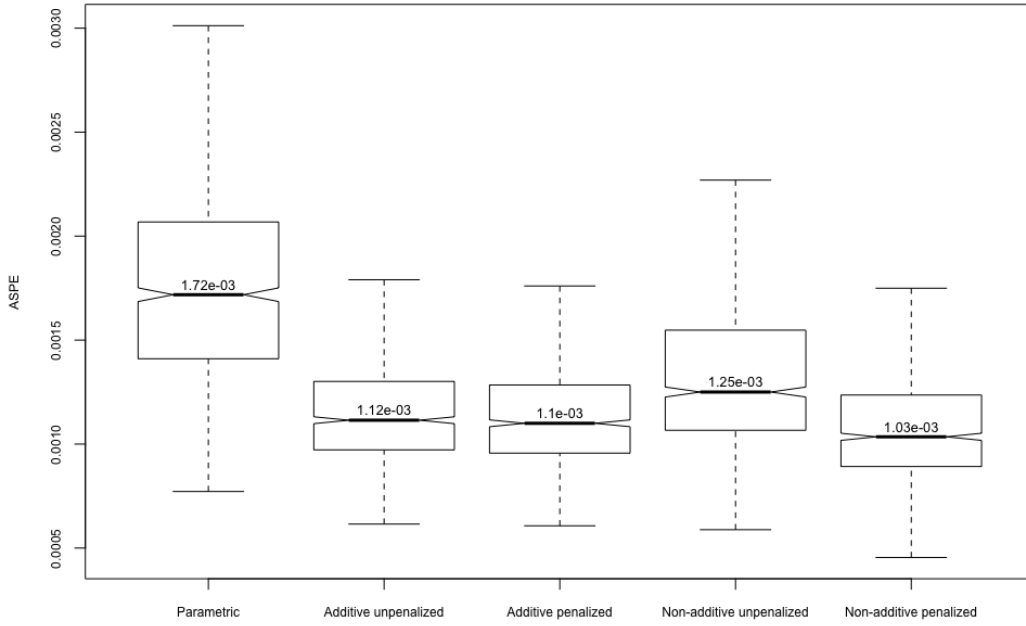 0.0030
0.0025
0.0020
0.0015
0.0010
0.0005
ASPE
1.72e-03
1.12e-03
1.1e-03
1.25e-03
1.03e-03
Parametric
Additive unpenalized
Additive penalized
Non-additive unpenalized
Non-additive penalized